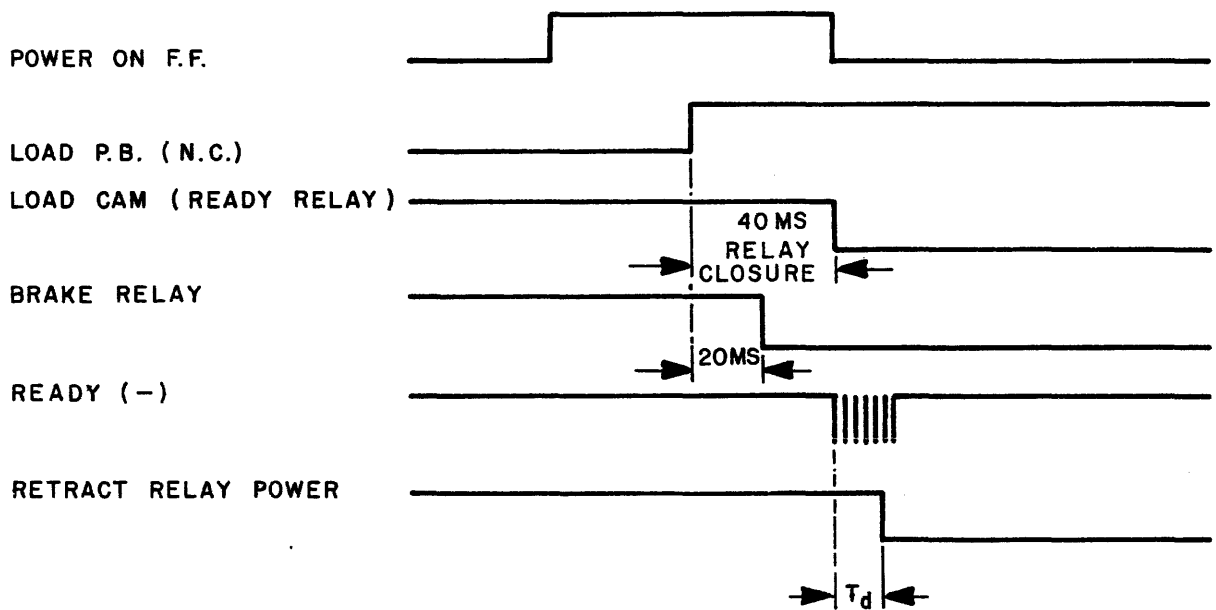 POWER ON F.F.
LOAD P.B. (N.C.)
LOAD CAM (READY RELAY)
40 MS
RELAY
CLOSURE
BRAKE RELAY
20MS
READY (-)
RETRACT RELAY POWER
Td